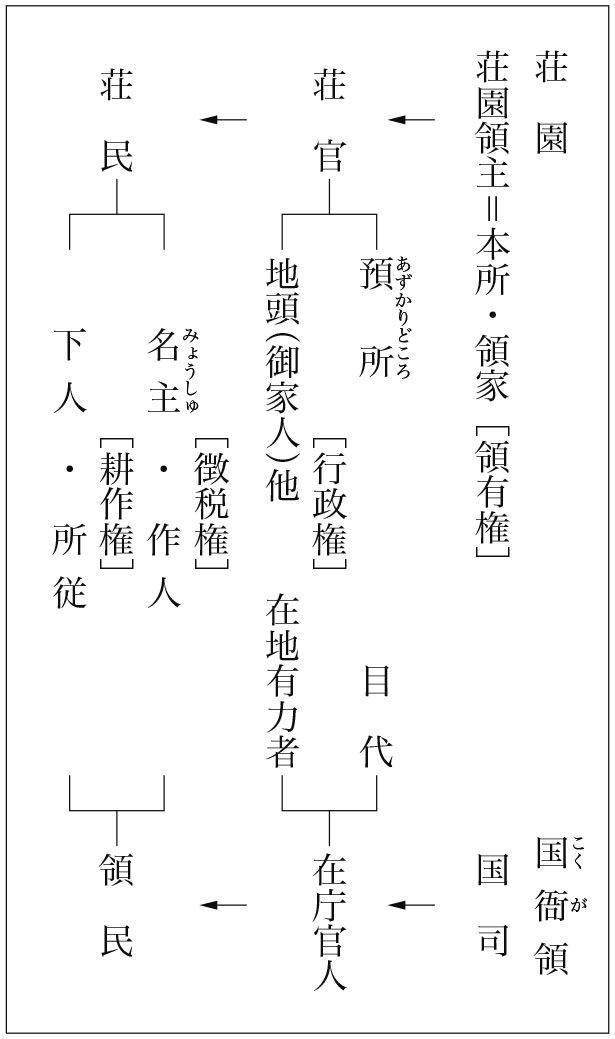 荘園
荘園領主＝本所・領家［領有権］
荘官
預所
あずかりどころ
［行政権］
地頭（御家人）他
荘民
［徴税権］
名主・作人
みょうしゅ
［耕作権］
下人・所従
国衙領
こくが
国司
在庁官人
目代
在地有力者
領民